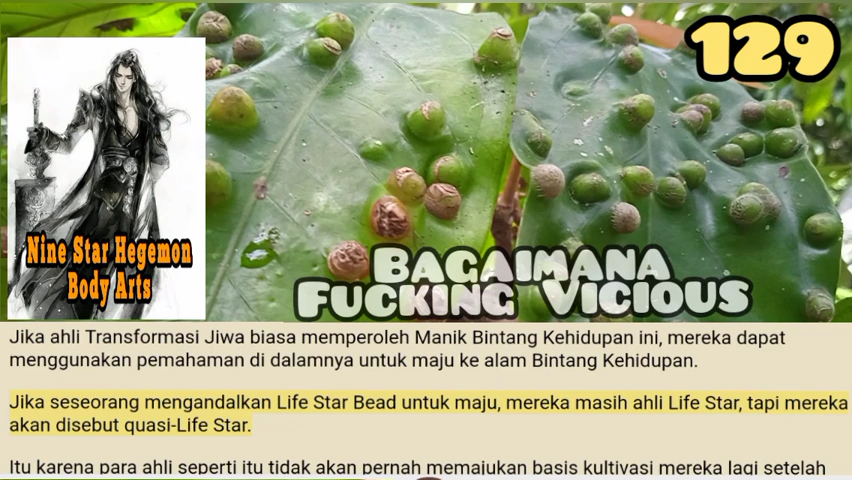 129
Nine Star Hegemon
Body Arts
BAGAIMANA
FUCKING VICIOUS
Jika ahli Transformasi Jiwa biasa memperoleh Manik Bintang Kehidupan ini, mereka dapat
menggunakan pemahaman di dalamnya untuk maju ke alam Bintang Kehidupan.
Jika seseorang mengandalkan Life Star Bead untuk maju, mereka masih ahli Life Star, tapi mereka
akan disebut quasi-Life Star.
Itu karena para ahli seperti itu tidak akan pernah memajukan basis kultivasi mereka lagi setelah